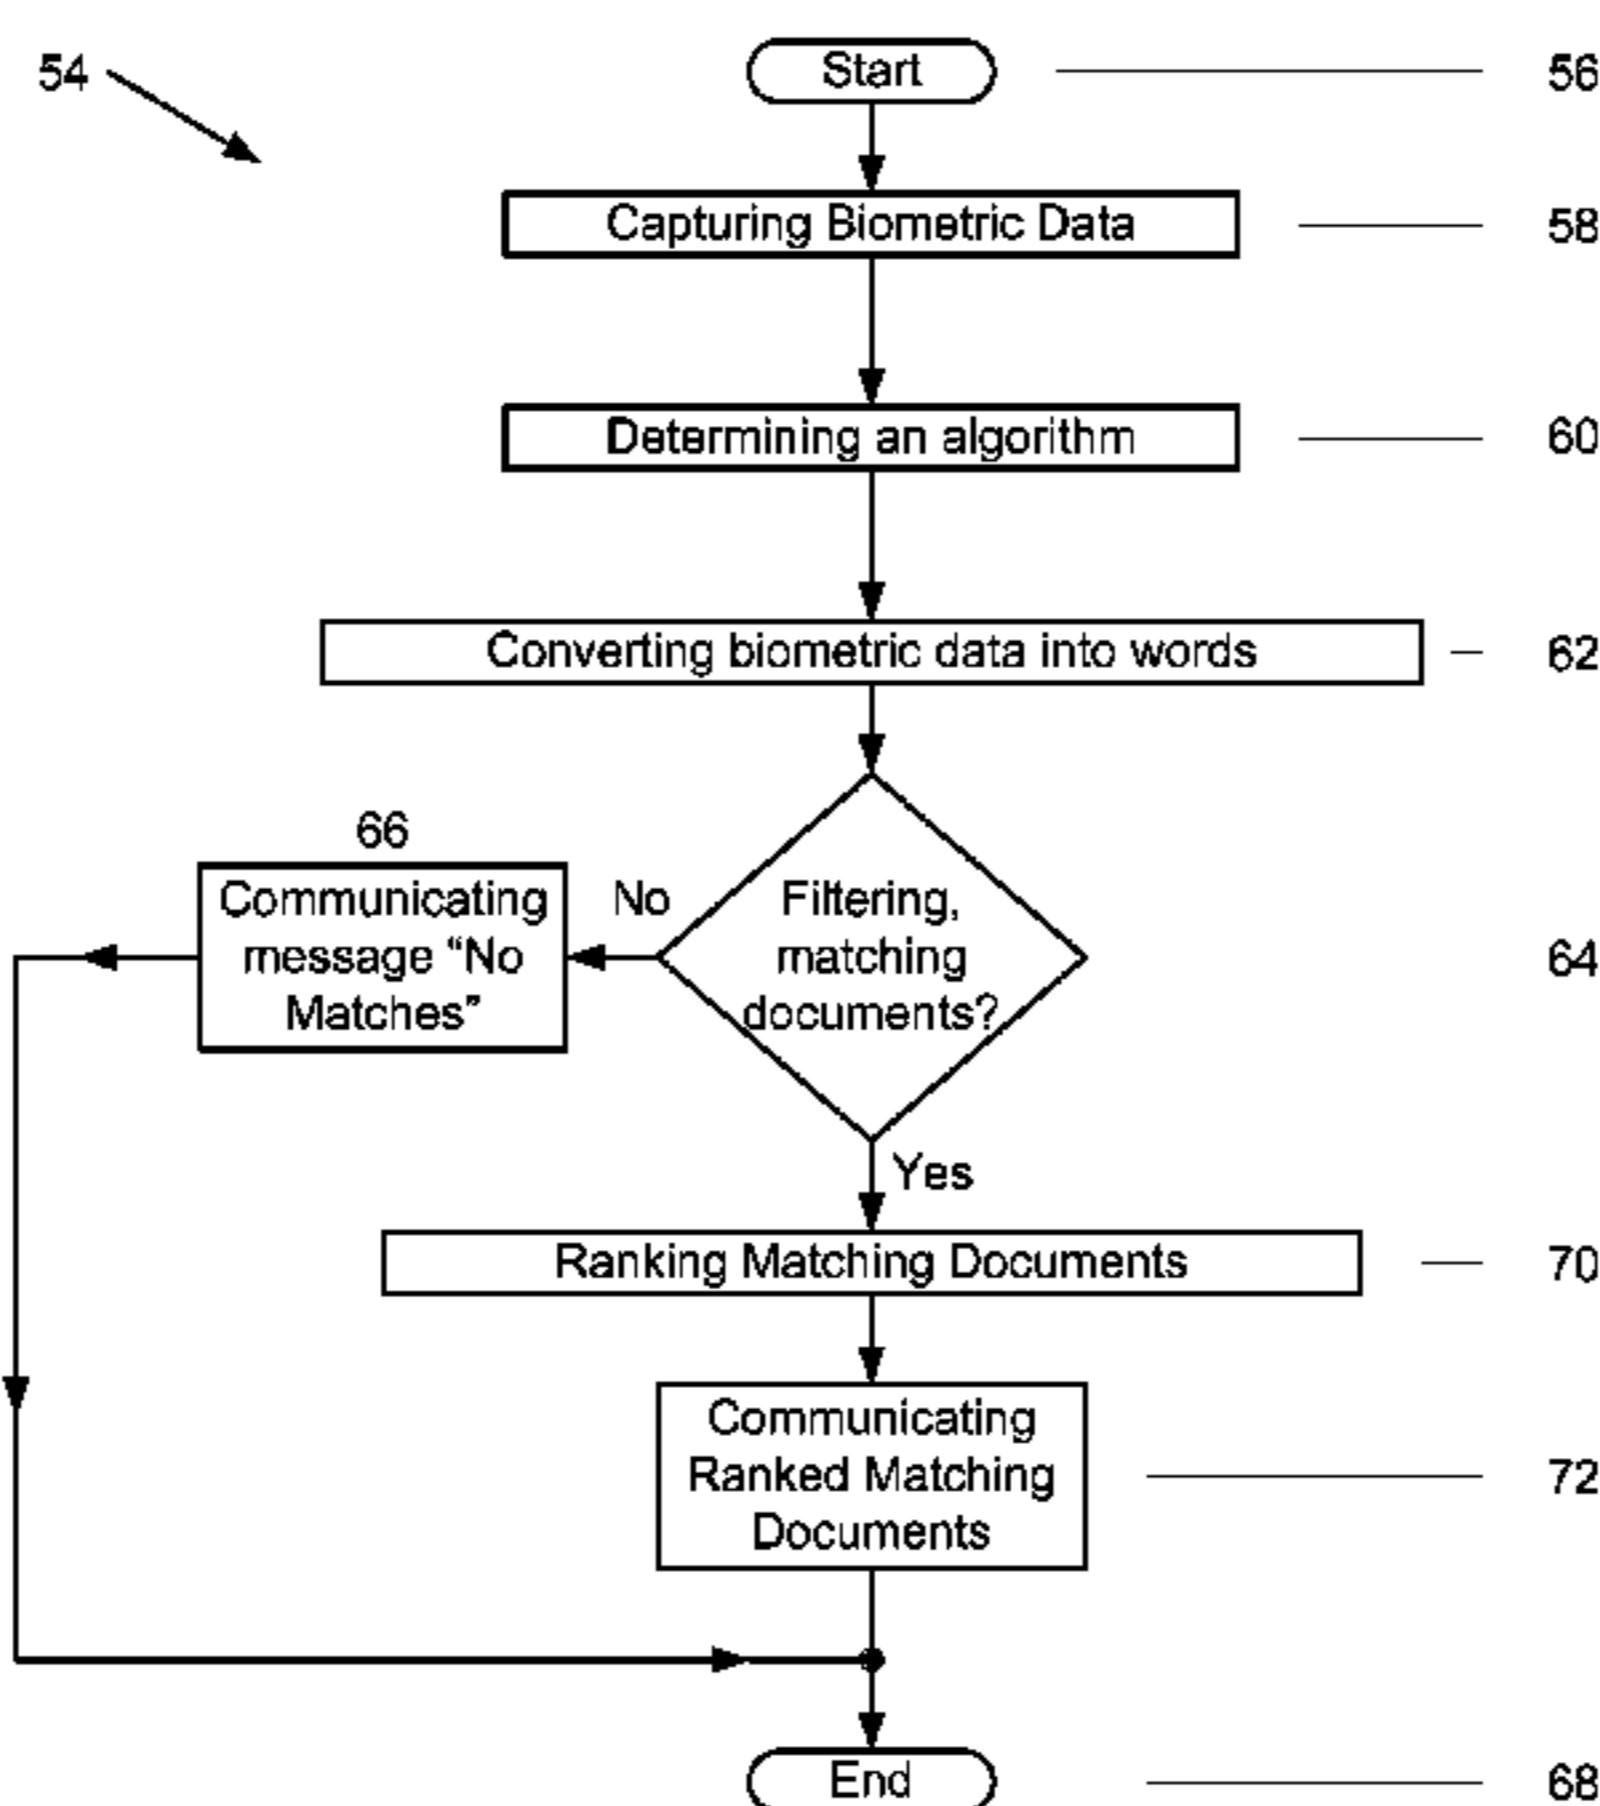 54
Start
56
Capturing Biometric Data
58
Determining an algorithm
60
Converting biometric data into words
62
66
Communicating
message “No
Matches”
No
Filtering,
matching
documents?
64
Yes
Ranking Matching Documents
70
Communicating
Ranked Matching
Documents
72
End
68